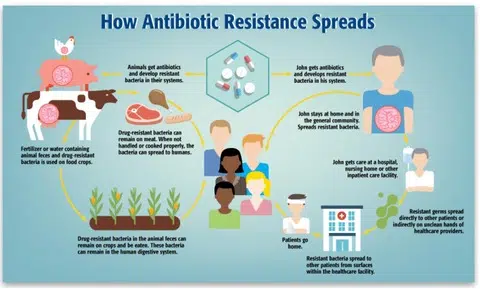 How Antibiotic Resistance Spreads
Animals get antibiotics
and develop resistant
bacteria in their systems.
John gets antibiotics
and develops resistant
bacteria in his system.
Drug-resistant bacteria can
remain on meat. When not
handled or cooked properly, the
bacteria can spread to humans.
John stays at home and in
the general community.
Spreads resistant bacteria.
Fertilizer or water containing
animal feces and drug-resistant
bacteria is used on food crops.
John gets care at a hospital,
nursing home or other
inpatient care facility.
Drug-resistant bacteria in the animal feces can
remain on crops and be eaten. These bacteria
can remain in the human digestive system.
Patients go
home.
Resistant germs spread
directly to other patients or
indirectly on unclean hands of
healthcare providers.
Resistant bacteria spread to
other patients from surfaces
within the healthcare facility.